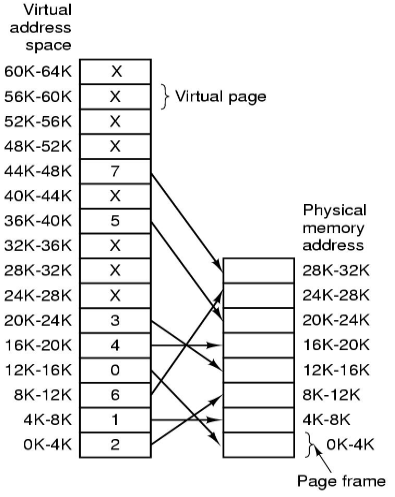 Virtual
address
space
60K-64K X
56K-60K X } Virtual page
52K-56K X
48K-52K X
44K-48K 7
40K-44K X
36K-40K 5
32K-36K X
28K-32K X
24K-28K X
20K-24K 3
16K-20K 4
12K-16K 0
8K-12K 6
4K-8K 1
0K-4K 2
Physical
memory
address
28K-32K
24K-28K
20K-24K
16K-20K
12K-16K
8K-12K
4K-8K
} 0K-4K
Page frame